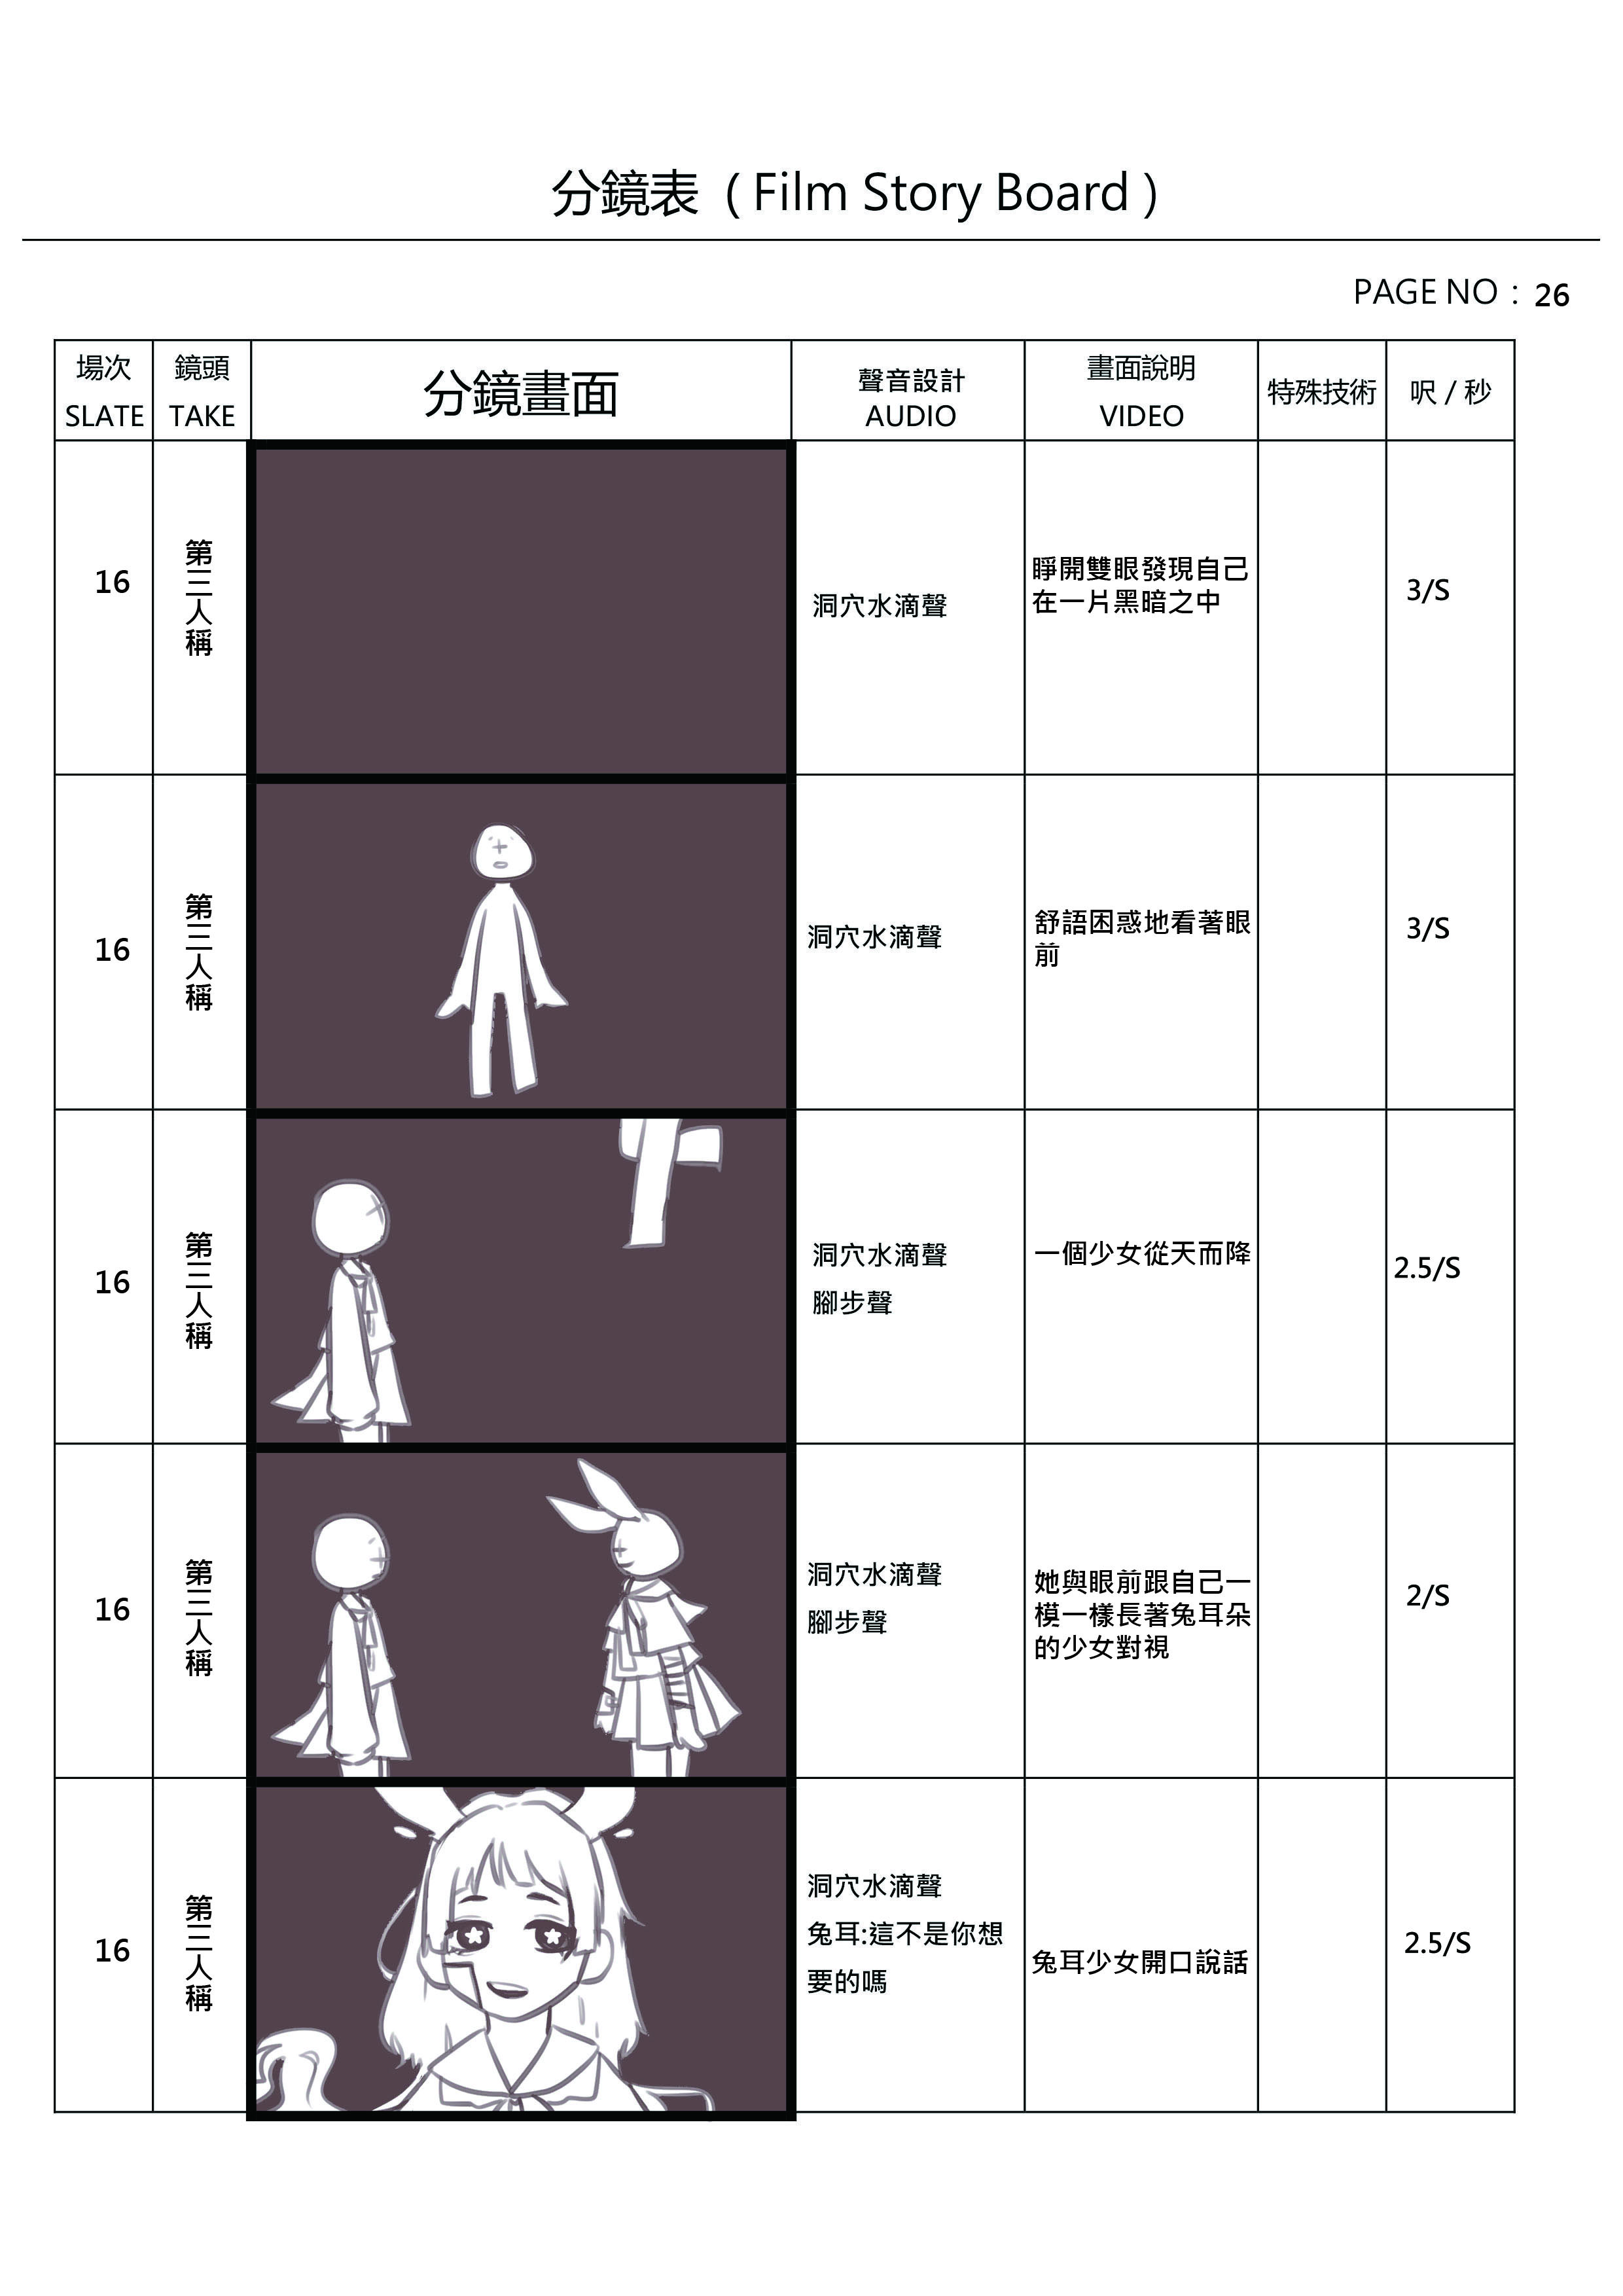 分鏡表（Film Story Board）
PAGE NO：26
場次 SLATE
鏡頭 TAKE
分鏡畫面
聲音設計 AUDIO
畫面說明 VIDEO
特殊技術
呎／秒
16
第三人稱
洞穴水滴聲
睜開雙眼發現自己
在一片黑暗之中
3/S
16
第三人稱
洞穴水滴聲
舒語困惑地看著眼
前
3/S
16
第三人稱
洞穴水滴聲
腳步聲
一個少女從天而降
2.5/S
16
第三人稱
洞穴水滴聲
腳步聲
她與眼前跟自己一
模一樣長著兔耳朵
的少女對視
2/S
16
第三人稱
洞穴水滴聲
兔耳:這不是你想
要的嗎
兔耳少女開口說話
2.5/S